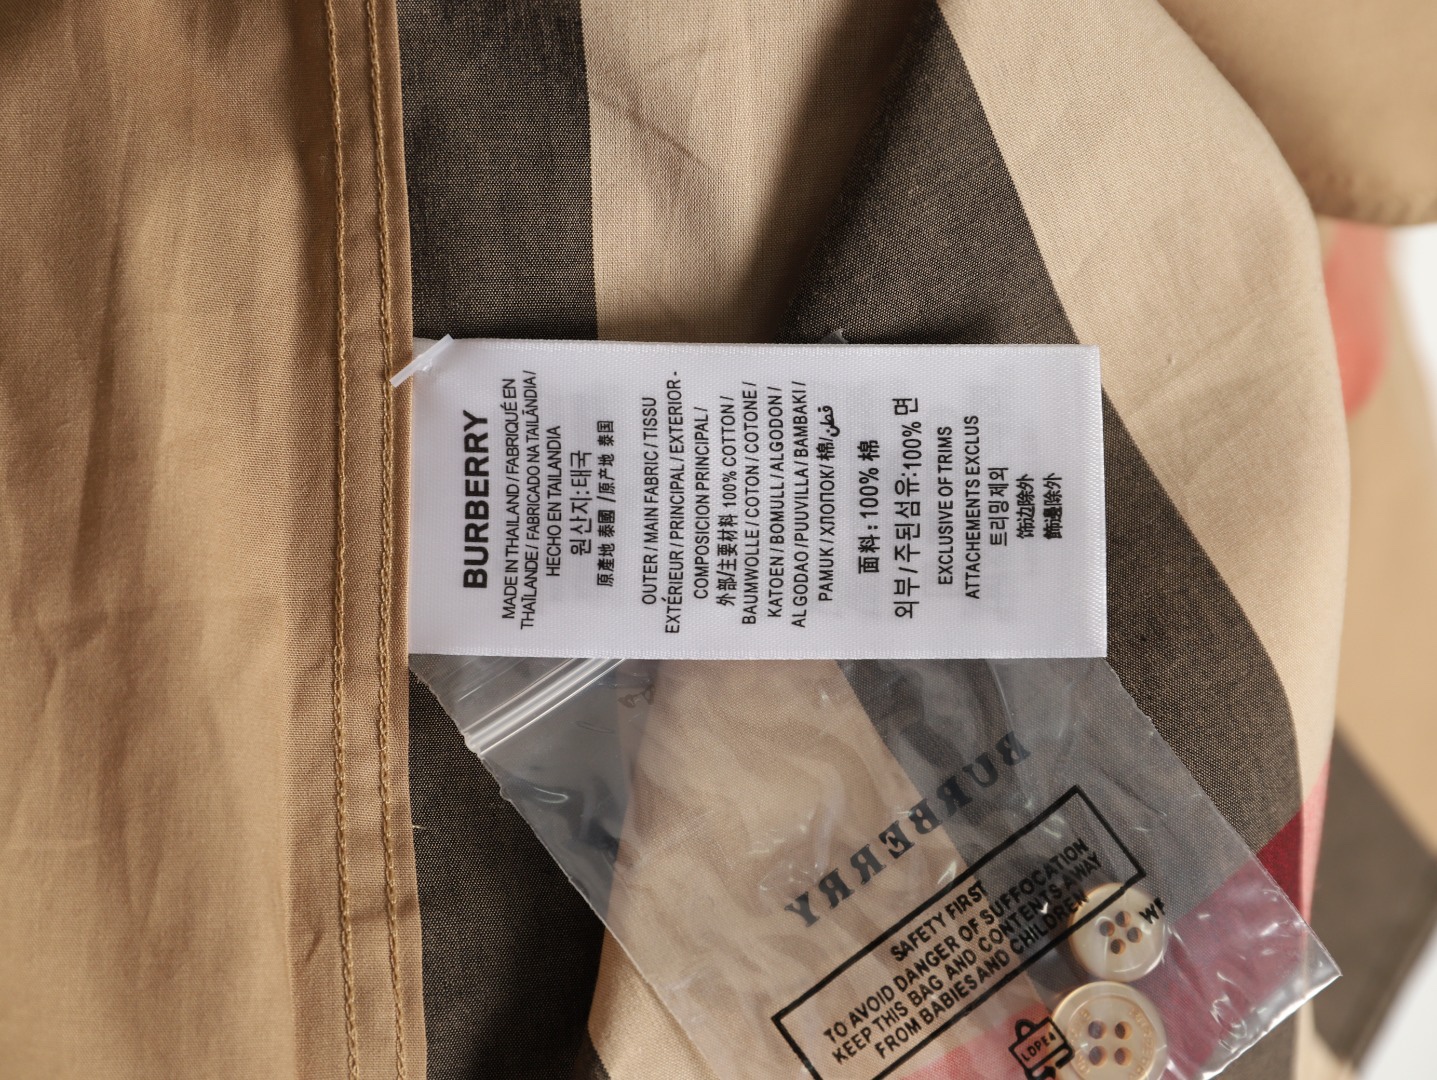 BURBERRY
MADE IN THAILAND / FABRIQUÉ EN
THAÏLANDE / FABRICADO NA TAILÂNDIA /
HECHO EN TAILANDIA
원산지:태국
原產地 泰國 /原产地 泰国
OUTER / MAIN FABRIC / TISSU
EXTÉRIEUR / PRINCIPAL / EXTERIOR -
COMPOSICION PRINCIPAL /
外部/主要材料 100% COTTON /
BAUMWOLLE / COTON / COTONE /
KATOEN / BOMULL / ALGODON /
ALGODAO / PUUVILLA / BAMBAKI /
PAMUK / ХПОПОК/ 棉/قطن
面料 : 100% 棉
외부 / 주된섬유:100% 면
EXCLUSIVE OF TRIMS
ATTACHEMENTS EXCLUS
트리밍제외
饰边除外
飾邊除外
BURBERRY
SAFETY FIRST
TO AVOID DANGER OF SUFFOCATION
KEEP THIS BAG AND CONTENTS AWAY
FROM BABIES AND CHILDREN
LDPE4